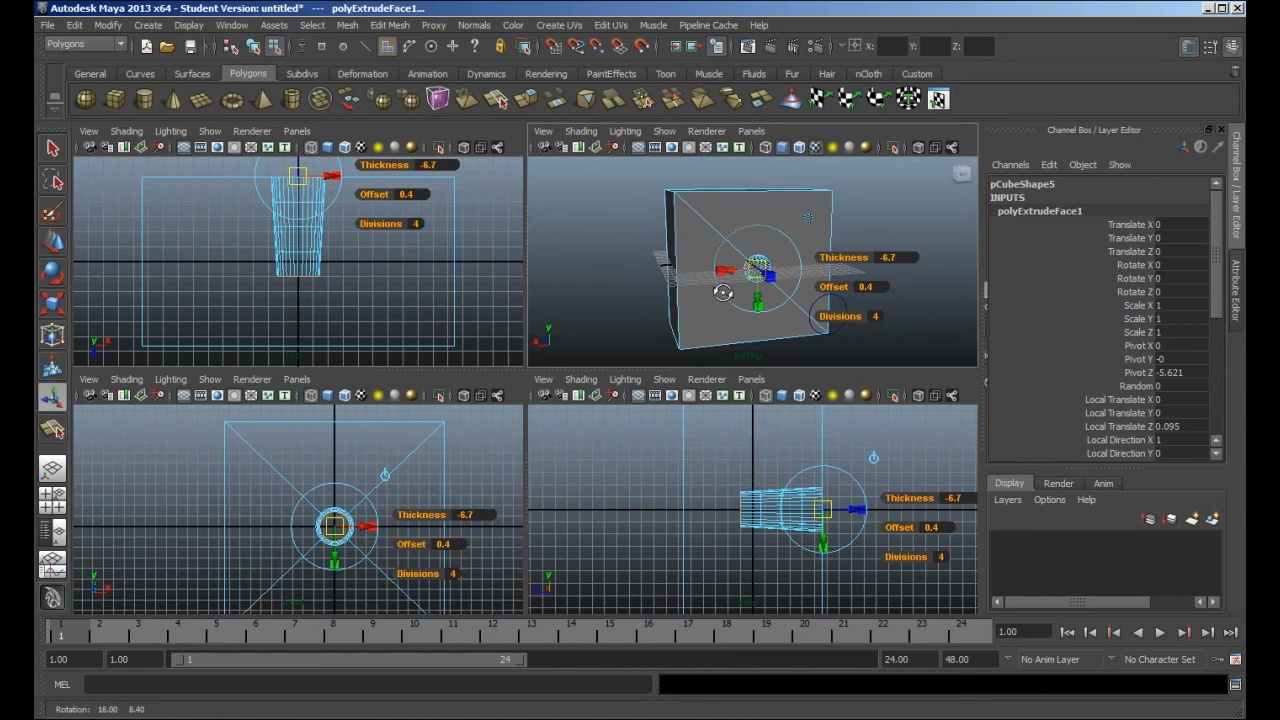 Autodesk Maya 2013 x64 - Student Version: untitled* --- polyExtrudeFace1...
File Edit Modify Create Display Window Assets Select Mesh Edit Mesh Proxy Normals Color Create UVs Edit UVs Muscle Pipeline Cache Help
Polygons X: Y: Z:
General Curves Surfaces Polygons Subdivs Deformation Animation Dynamics Rendering PaintEffects Toon Muscle Fluids Fur Hair nCloth Custom
View Shading Lighting Show Renderer Panels
Thickness -6.7
Offset 0.4
Divisions 4
top
View Shading Lighting Show Renderer Panels
Thickness -6.7
Offset 0.4
Divisions 4
persp
View Shading Lighting Show Renderer Panels
Thickness -6.7
Offset 0.4
Divisions 4
View Shading Lighting Show Renderer Panels
Thickness -6.7
Offset 0.4
Divisions 4
Channel Box / Layer Editor
Channels Edit Object Show
pCubeShape5
INPUTS
polyExtrudeFace1
Translate X 0
Translate Y 0
Translate Z 0
Rotate X 0
Rotate Y 0
Rotate Z 0
Scale X 1
Scale Y 1
Scale Z 1
Pivot X 0
Pivot Y -0
Pivot Z -5.621
Random 0
Local Translate X 0
Local Translate Y 0
Local Translate Z 0.095
Local Direction X 1
Local Direction Y 0
Display Render Anim
Layers Options Help
Channel Box / Layer Editor
Attribute Editor
1 2 3 4 5 6 7 8 9 10 11 12 13 14 15 16 17 18 19 20 21 22 23 24
1
1.00
1.00 1.00 1 24 24.00 48.00 No Anim Layer No Character Set
MEL
Rotation: 18.00 8.40